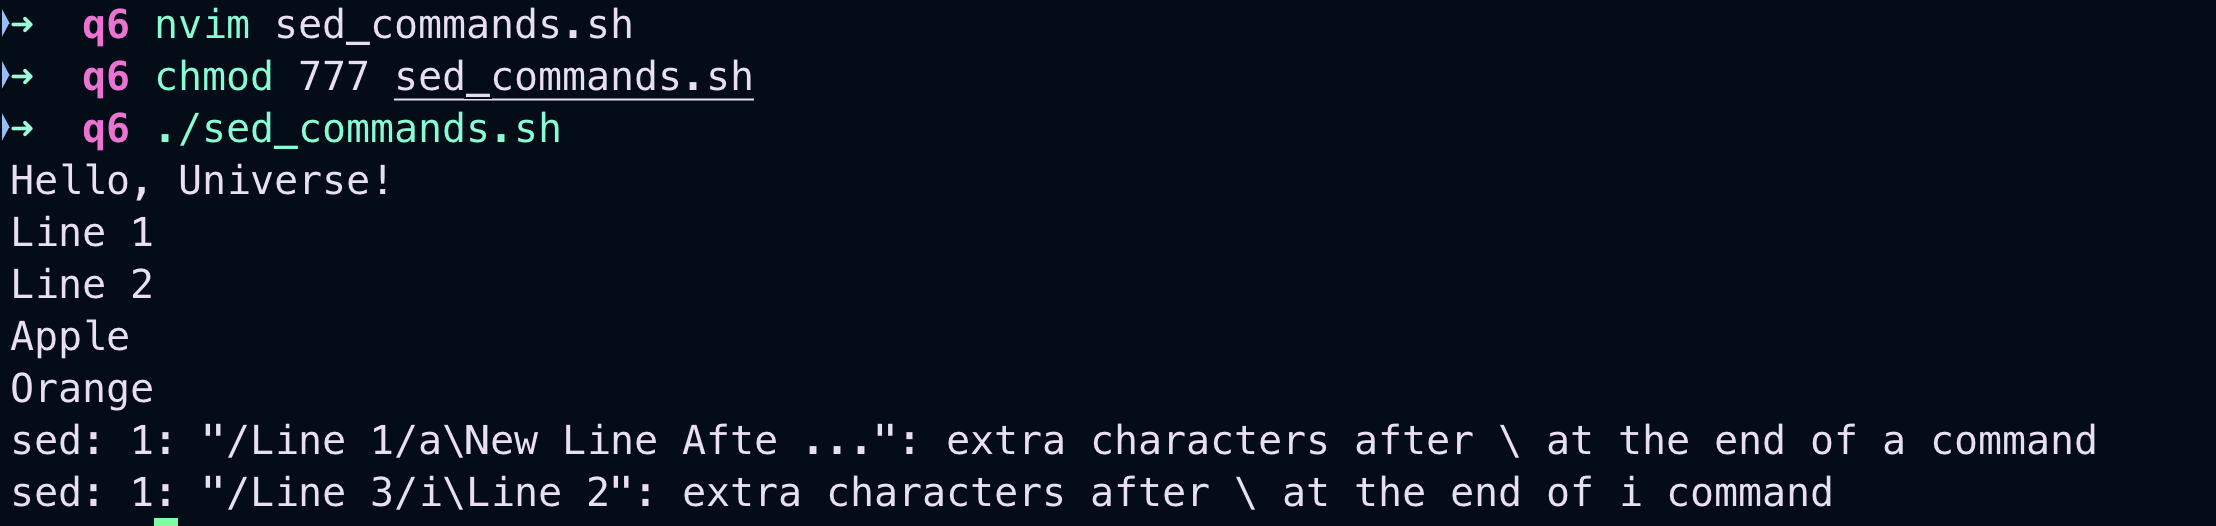 ➜  q6 nvim sed_commands.sh
➜  q6 chmod 777 sed_commands.sh
➜  q6 ./sed_commands.sh
Hello, Universe!
Line 1
Line 2
Apple
Orange
sed: 1: "/Line 1/a\New Line Afte ...": extra characters after \ at the end of a command
sed: 1: "/Line 3/i\Line 2": extra characters after \ at the end of i command